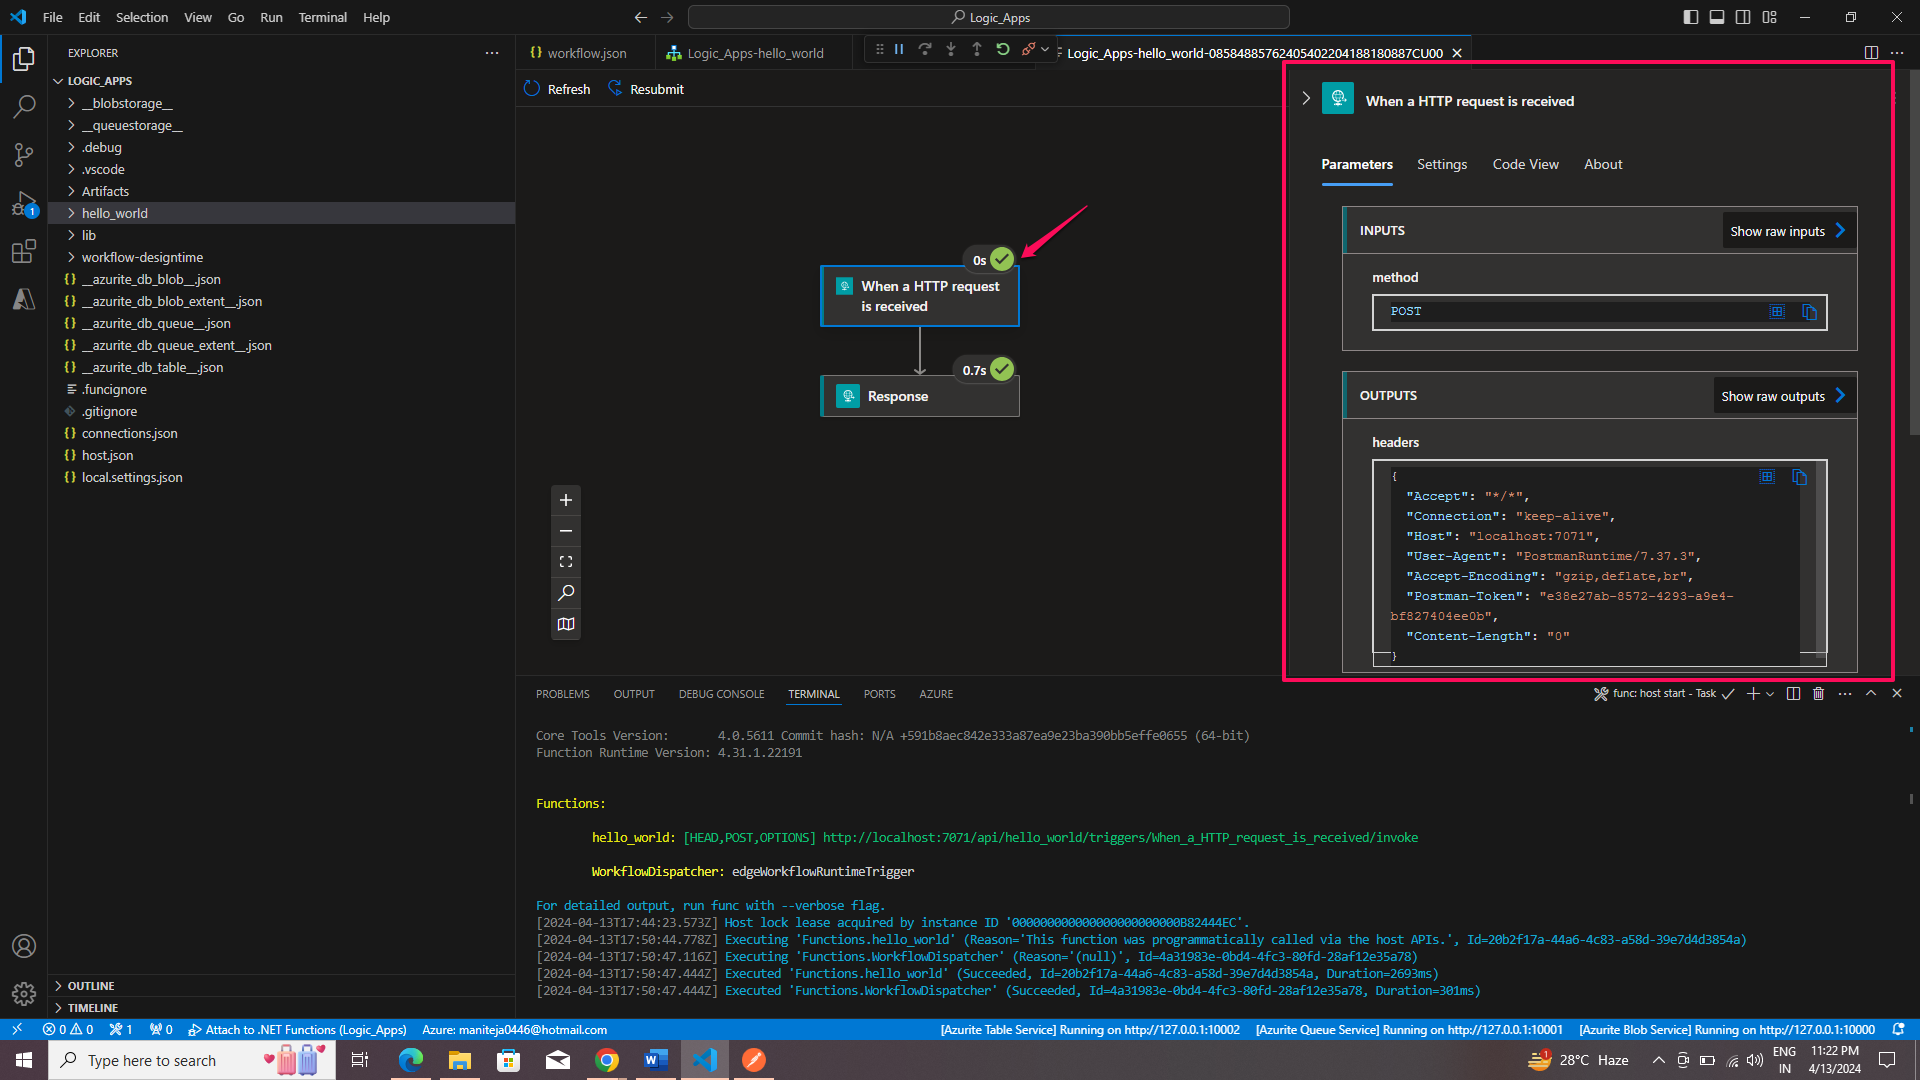 File Edit Selection View Go Run Terminal Help
Logic_Apps
EXPLORER
LOGIC_APPS
__blobstorage__
__queuestorage__
.debug
.vscode
Artifacts
hello_world
lib
workflow-designtime
{} __azurite_db_blob__.json
{} __azurite_db_blob_extent__.json
{} __azurite_db_queue__.json
{} __azurite_db_queue_extent__.json
{} __azurite_db_table__.json
.funcignore
.gitignore
{} connections.json
{} host.json
{} local.settings.json
OUTLINE
TIMELINE
1
{} workflow.json
Logic_Apps-hello_world
Logic_Apps-hello_world-08584885762405402204188180887CU00
Refresh Resubmit
0s
When a HTTP request
is received
0.7s
Response
When a HTTP request is received
Parameters Settings Code View About
INPUTS
Show raw inputs
method
POST
OUTPUTS
Show raw outputs
headers
{
"Accept": "*/*",
"Connection": "keep-alive",
"Host": "localhost:7071",
"User-Agent": "PostmanRuntime/7.37.3",
"Accept-Encoding": "gzip,deflate,br",
"Postman-Token": "e38e27ab-8572-4293-a9e4-
bf827404ee0b",
"Content-Length": "0"
}
PROBLEMS OUTPUT DEBUG CONSOLE TERMINAL PORTS AZURE
func: host start - Task
Core Tools Version: 4.0.5611 Commit hash: N/A +591b8aec842e333a87ea9e23ba390bb5effe0655 (64-bit)
Function Runtime Version: 4.31.1.22191
Functions:
hello_world: [HEAD,POST,OPTIONS] http://localhost:7071/api/hello_world/triggers/When_a_HTTP_request_is_received/invoke
WorkflowDispatcher: edgeWorkflowRuntimeTrigger
For detailed output, run func with --verbose flag.
[2024-04-13T17:44:23.573Z] Host lock lease acquired by instance ID '000000000000000000000000B82444EC'.
[2024-04-13T17:50:44.778Z] Executing 'Functions.hello_world' (Reason='This function was programmatically called via the host APIs.', Id=20b2f17a-44a6-4c83-a58d-39e7d4d3854a)
[2024-04-13T17:50:47.116Z] Executing 'Functions.WorkflowDispatcher' (Reason='(null)', Id=4a31983e-0bd4-4fc3-80fd-28af12e35a78)
[2024-04-13T17:50:47.444Z] Executed 'Functions.hello_world' (Succeeded, Id=20b2f17a-44a6-4c83-a58d-39e7d4d3854a, Duration=2693ms)
[2024-04-13T17:50:47.444Z] Executed 'Functions.WorkflowDispatcher' (Succeeded, Id=4a31983e-0bd4-4fc3-80fd-28af12e35a78, Duration=301ms)
0 0 1 0 Attach to .NET Functions (Logic_Apps) Azure: maniteja0446@hotmail.com [Azurite Table Service] Running on http://127.0.0.1:10002 [Azurite Queue Service] Running on http://127.0.0.1:10001 [Azurite Blob Service] Running on http://127.0.0.1:10000
Type here to search
1
28°C Haze
ENG
IN
11:22 PM
4/13/2024